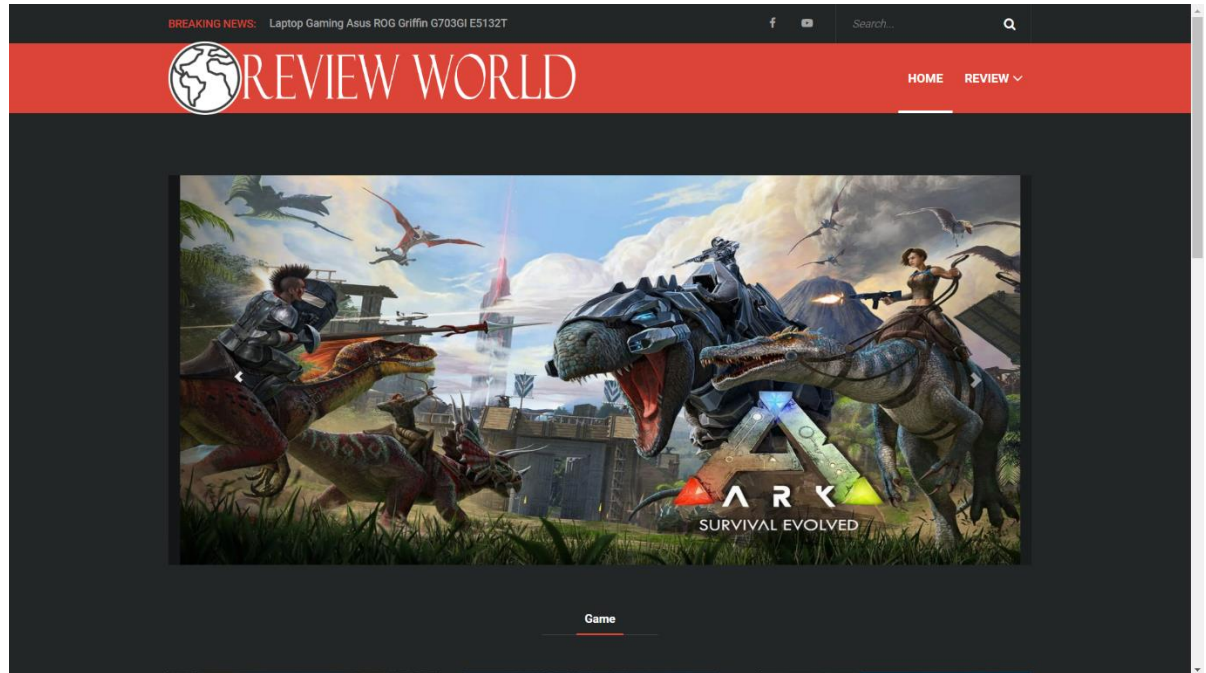 BREAKING NEWS: Laptop Gaming Asus ROG Griffin G703GI E5132T
Search...
REVIEW WORLD
HOME REVIEW
ARK
SURVIVAL EVOLVED
Game